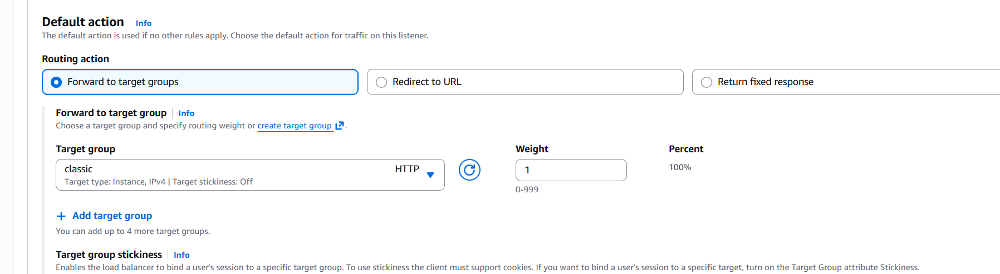 Default action Info
The default action is used if no other rules apply. Choose the default action for traffic on this listener.
Routing action
Forward to target groups
Redirect to URL
Return fixed response
Forward to target group Info
Choose a target group and specify routing weight or create target group .
Target group
Weight
Percent
classic
HTTP
Target type: Instance, IPv4 | Target stickiness: Off
1
100%
0-999
+ Add target group
You can add up to 4 more target groups.
Target group stickiness Info
Enables the load balancer to bind a user's session to a specific target group. To use stickiness the client must support cookies. If you want to bind a user's session to a specific target, turn on the Target Group attribute Stickiness.